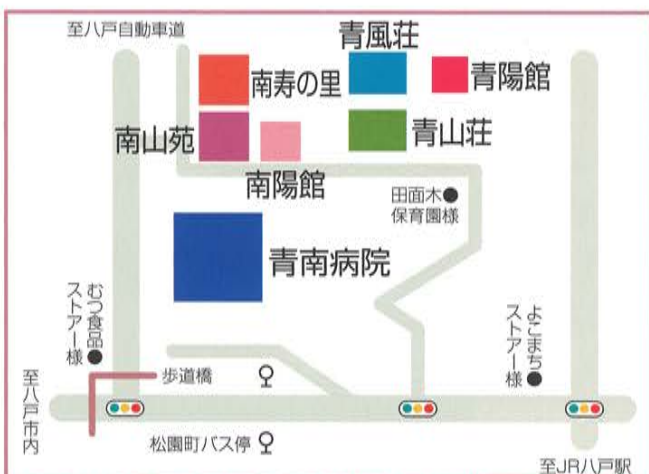 至八戸自動車道
青風荘
南寿の里
青陽館
南山苑
青山荘
南陽館
田面木
保育園様
青南病院
むつ食品
ストアー様
よこまち
ストアー様
歩道橋
至八戸市内
松園町バス停
至JR八戸駅